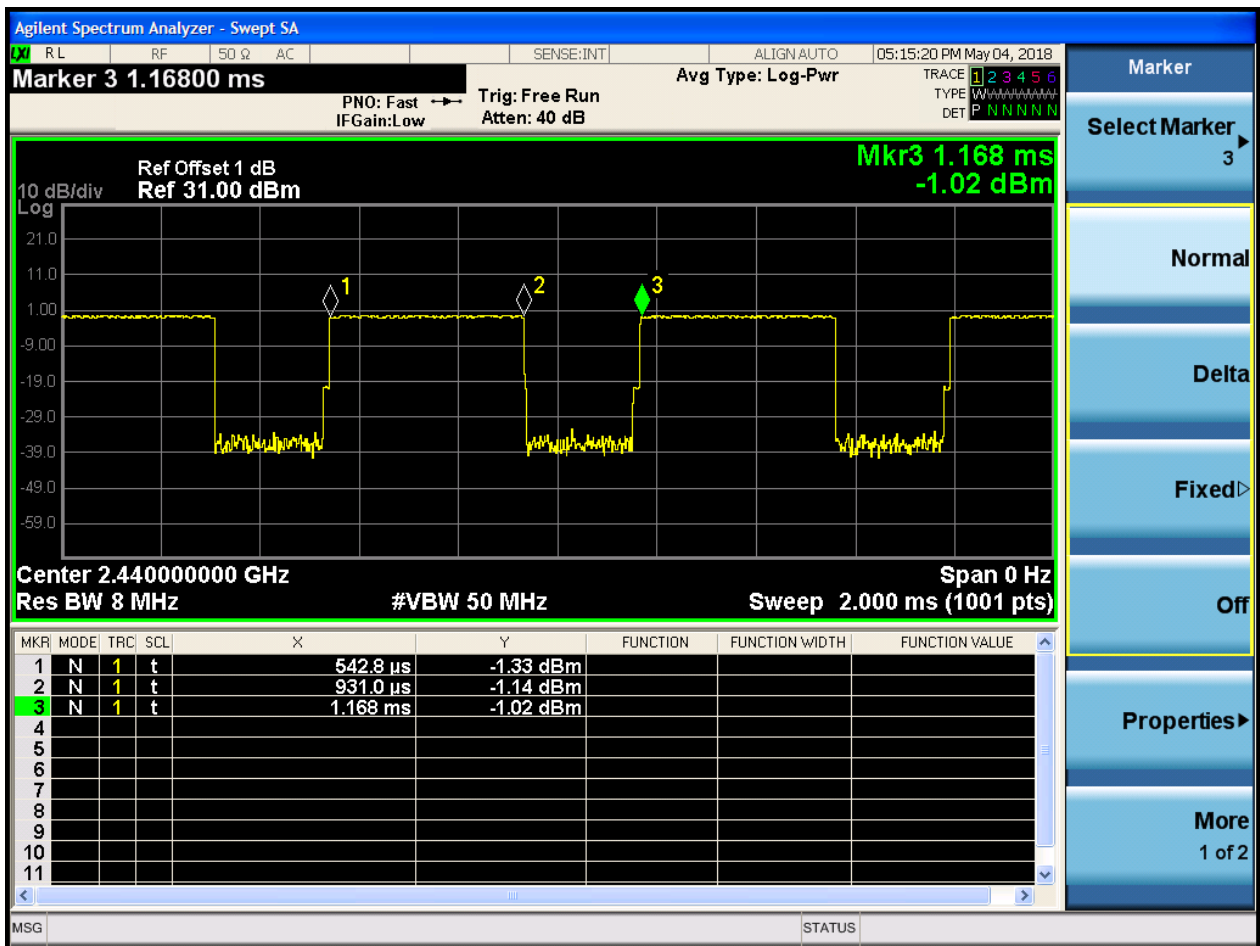 Agilent Spectrum Analyzer - Swept SA
LXI RL RF 50 Ω AC SENSE:INT ALIGN AUTO 05:15:20 PM May 04, 2018
Marker 3 1.16800 ms
PNO: Fast
IFGain:Low
Trig: Free Run
Atten: 40 dB
Avg Type: Log-Pwr
TRACE 1 2 3 4 5 6
TYPE WWWWWW
DET P N N N N N
Ref Offset 1 dB
10 dB/div Ref 31.00 dBm
Log
Mkr3 1.168 ms
-1.02 dBm
21.0
11.0
1.00
-9.00
-19.0
-29.0
-39.0
-49.0
-59.0
1 2 3
Center 2.440000000 GHz Span 0 Hz
Res BW 8 MHz #VBW 50 MHz Sweep 2.000 ms (1001 pts)
MKR MODE TRC SCL X Y FUNCTION FUNCTION WIDTH FUNCTION VALUE
1 N 1 t 542.8 µs -1.33 dBm
2 N 1 t 931.0 µs -1.14 dBm
3 N 1 t 1.168 ms -1.02 dBm
4
5
6
7
8
9
10
11
MSG STATUS
Marker
Select Marker
3
Normal
Delta
Fixed
Off
Properties
More
1 of 2